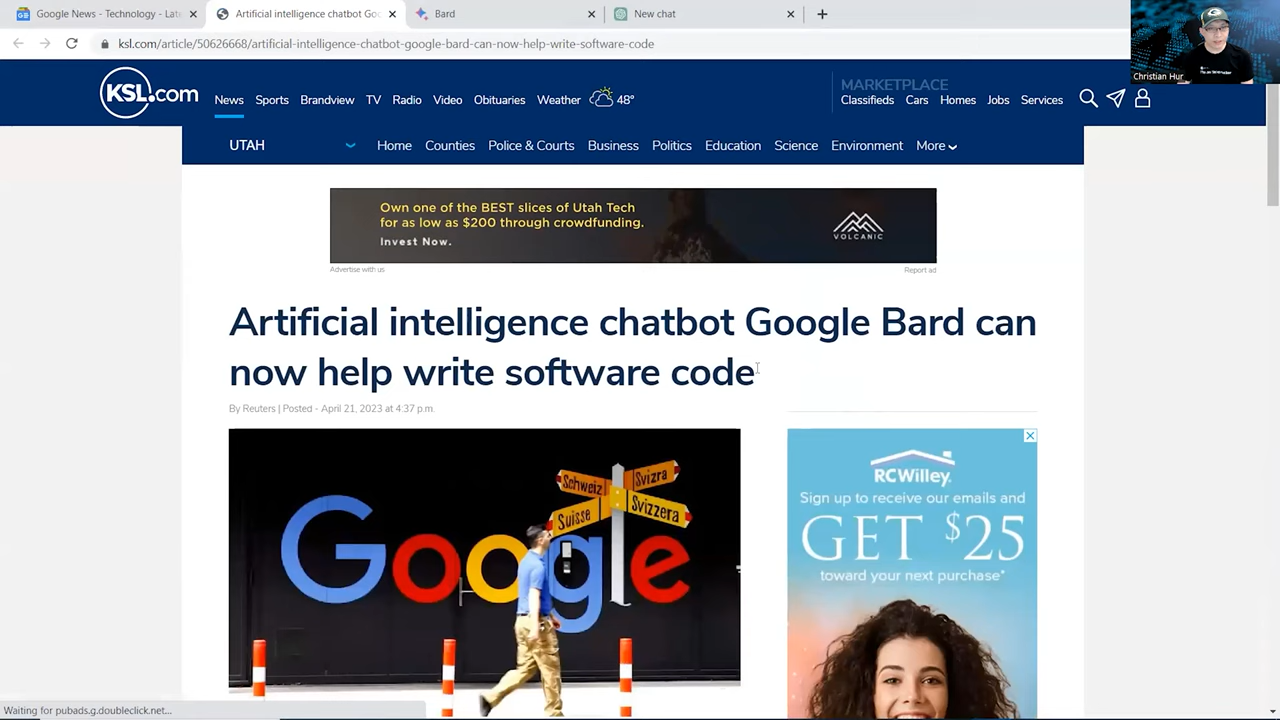 Google News - Technology - Late
Artificial intelligence chatbot Goo
Bard
New chat
ksl.com/article/50626668/artificial-intelligence-chatbot-google-bard-can-now-help-write-software-code
Christian Hur
KSL.com
News
Sports
Brandview
TV
Radio
Video
Obituaries
Weather
48°
MARKETPLACE
Classifieds
Cars
Homes
Jobs
Services
UTAH
Home
Counties
Police & Courts
Business
Politics
Education
Science
Environment
More
Own one of the BEST slices of Utah Tech
for as low as $200 through crowdfunding.
Invest Now.
VOLCANIC
Advertise with us
Report ad
Artificial intelligence chatbot Google Bard can
now help write software code
By Reuters | Posted - April 21, 2023 at 4:37 p.m.
Google
Schweiz
Svizra
Suisse
Svizzera
RCWilley
Sign up to receive our emails and
GET $25
toward your next purchase*
Waiting for pubads.g.doubleclick.net...